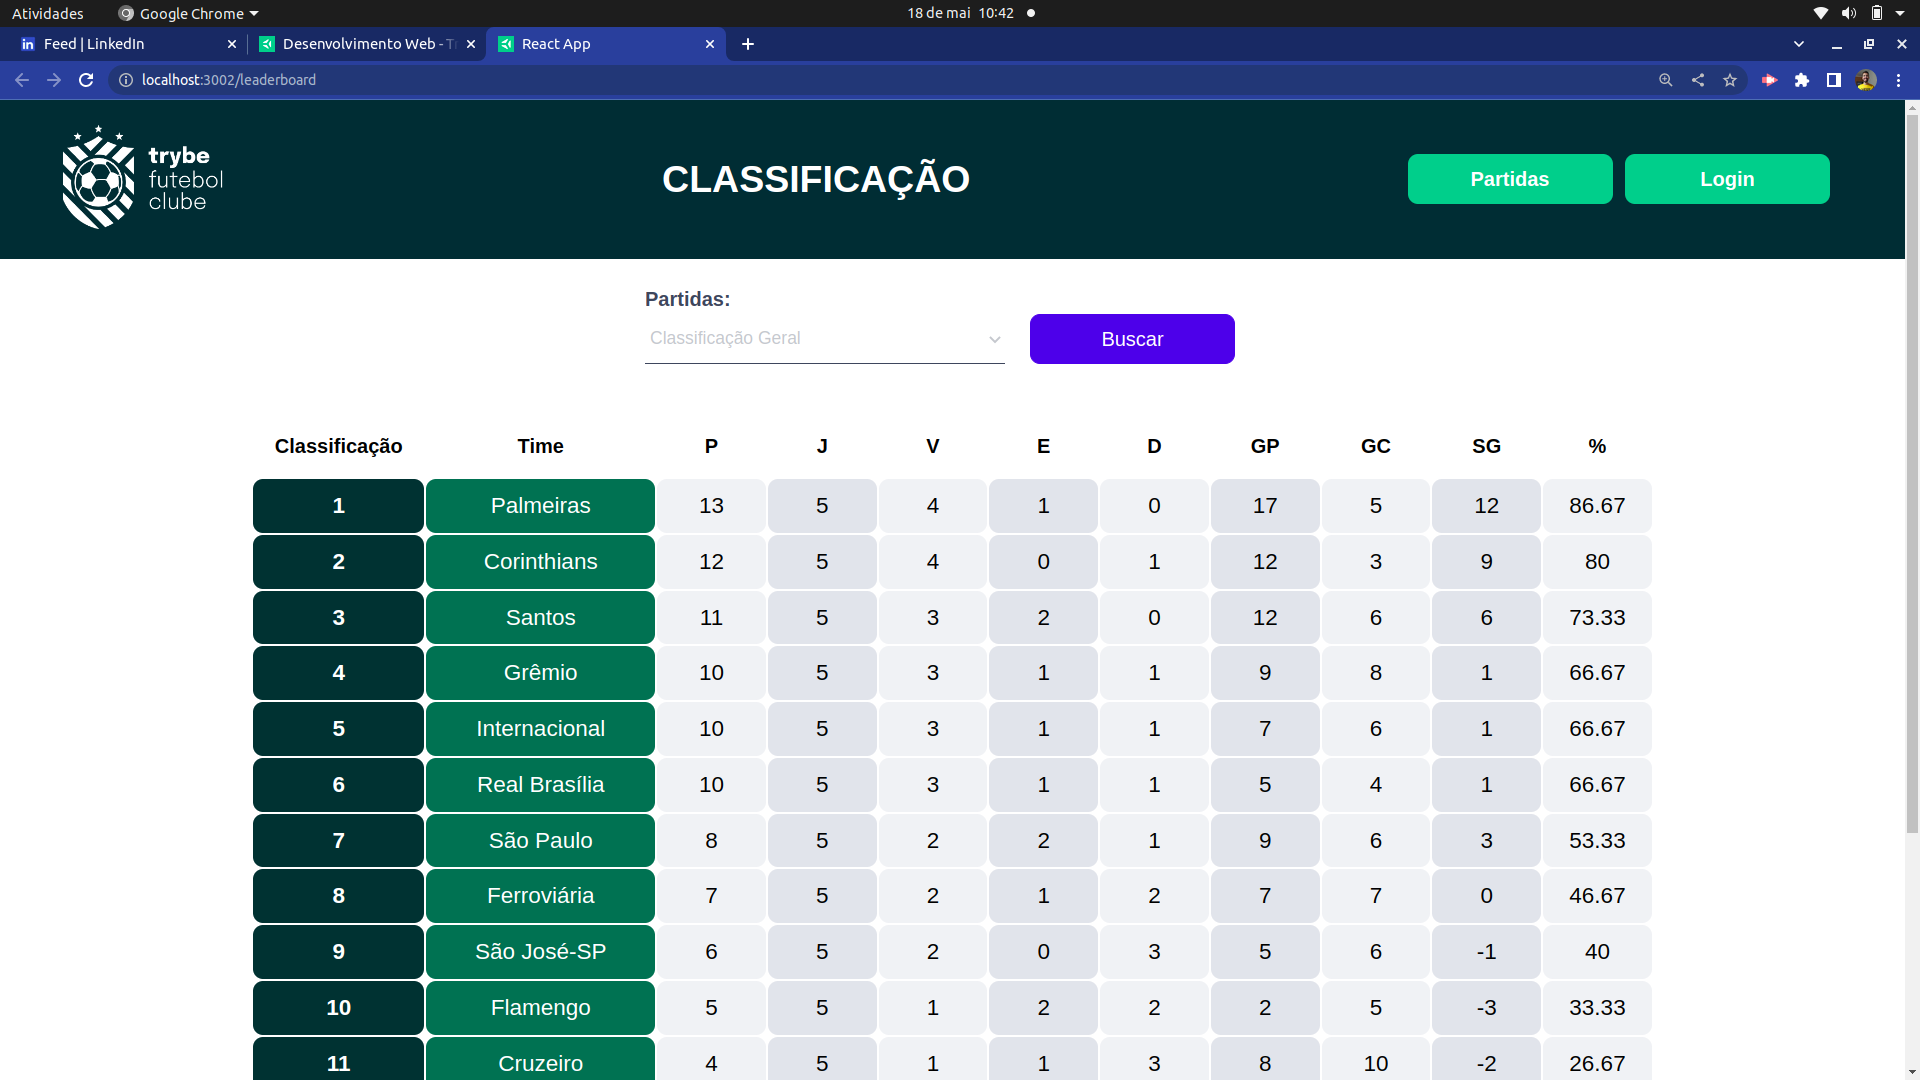 Atividades Google Chrome 18 de mai 10:42
Feed | LinkedIn Desenvolvimento Web - Tr React App
localhost:3002/leaderboard
trybe
futebol
clube
CLASSIFICAÇÃO
Partidas Login
Partidas:
Classificação Geral Buscar
Classificação Time P J V E D GP GC SG %
1 Palmeiras 13 5 4 1 0 17 5 12 86.67
2 Corinthians 12 5 4 0 1 12 3 9 80
3 Santos 11 5 3 2 0 12 6 6 73.33
4 Grêmio 10 5 3 1 1 9 8 1 66.67
5 Internacional 10 5 3 1 1 7 6 1 66.67
6 Real Brasília 10 5 3 1 1 5 4 1 66.67
7 São Paulo 8 5 2 2 1 9 6 3 53.33
8 Ferroviária 7 5 2 1 2 7 7 0 46.67
9 São José-SP 6 5 2 0 3 5 6 -1 40
10 Flamengo 5 5 1 2 2 2 5 -3 33.33
11 Cruzeiro 4 5 1 1 3 8 10 -2 26.67